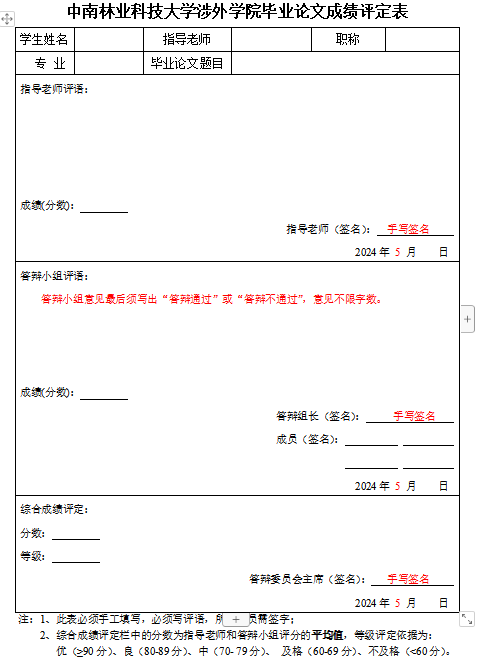 中南林业科技大学涉外学院毕业论文成绩评定表
学生姓名 指导老师 职称
专 业 毕业论文题目
指导老师评语：
成绩(分数)：
指导老师（签名）： 手写签名
2024 年 5 月 日
答辩小组评语：
答辩小组意见最后须写出“答辩通过”或“答辩不通过”，意见不限字数。
成绩(分数)：
答辩组长（签名）： 手写签名
成员（签名）：
2024 年 5 月 日
综合成绩评定：
分数：
等级：
答辩委员会主席（签名）： 手写签名
2024 年 5 月 日
注：1、此表必须手工填写，必须写评语，所 员需签字；
2、综合成绩评定栏中的分数为指导老师和答辩小组评分的平均值，等级评定依据为：
优（≥90 分）、良（80-89 分）、中（70- 79 分）、 及格（60-69 分）、不及格（<60 分）。